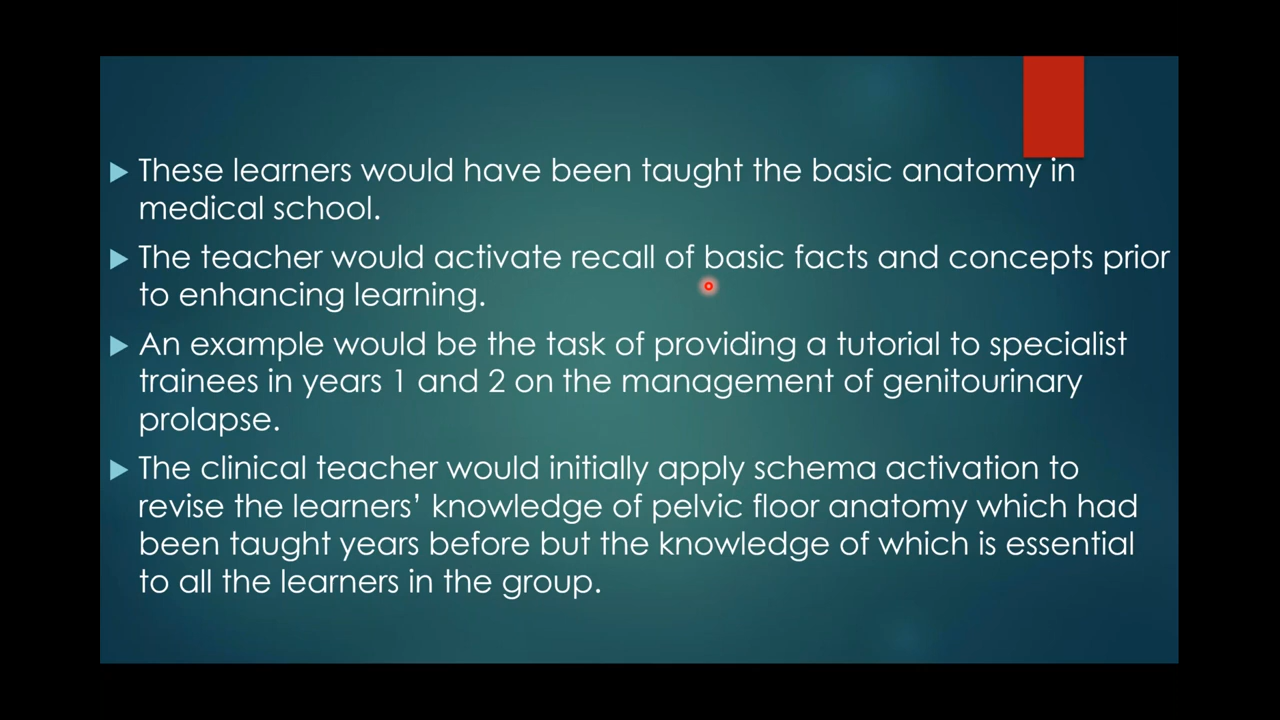 These learners would have been taught the basic anatomy in
medical school.
The teacher would activate recall of basic facts and concepts prior
to enhancing learning.
An example would be the task of providing a tutorial to specialist
trainees in years 1 and 2 on the management of genitourinary
prolapse.
The clinical teacher would initially apply schema activation to
revise the learners’ knowledge of pelvic floor anatomy which had
been taught years before but the knowledge of which is essential
to all the learners in the group.